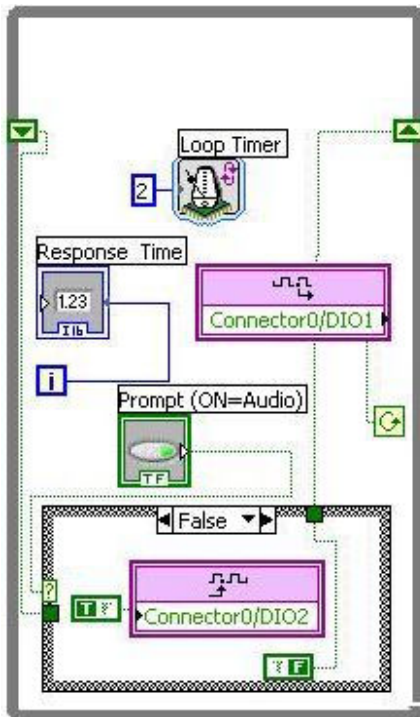 Loop Timer
2
Response Time
1.23
I16
Connector0/DIO1
i
Prompt (ON=Audio)
TF
False
?
T
Connector0/DIO2
F